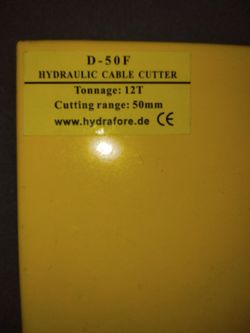 D-50F
HYDRAULIC CABLE CUTTER
Tonnage: 12T
Cutting range: 50mm
www.hydrafore.de CE